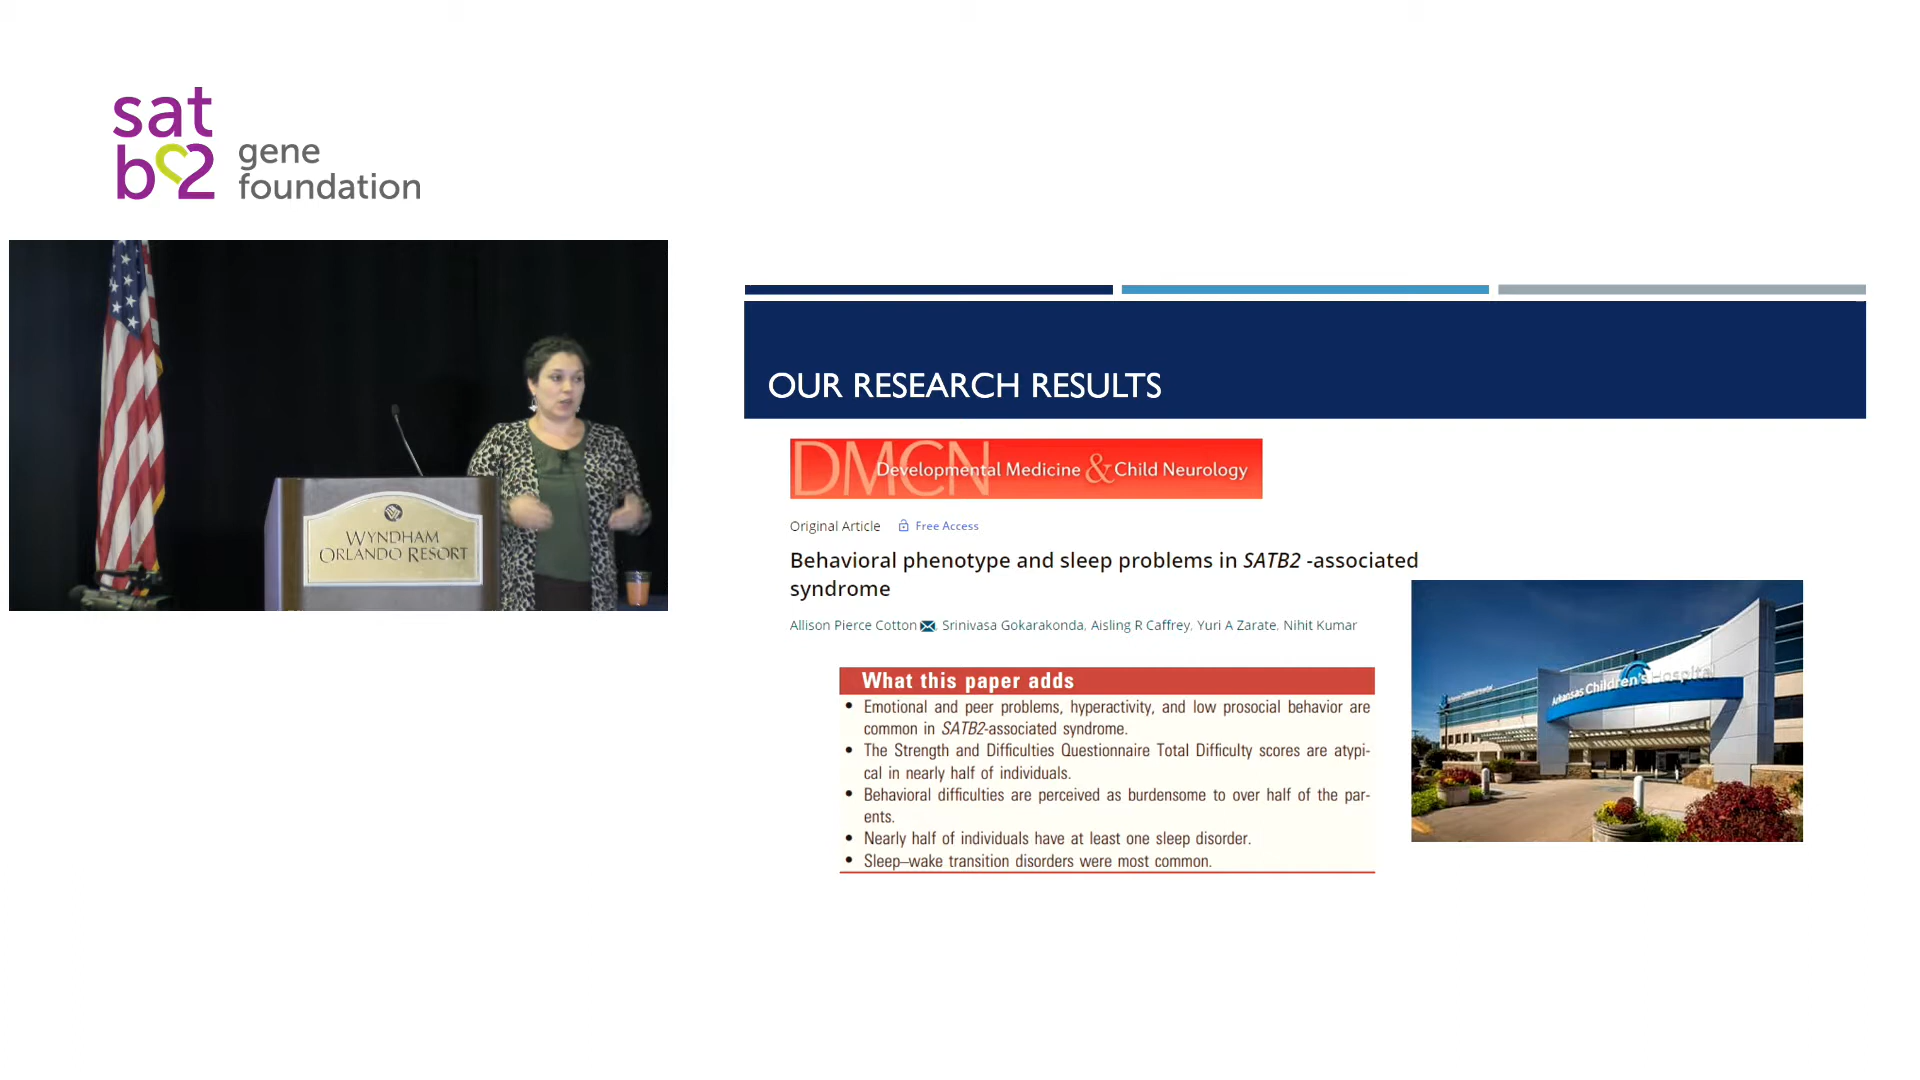 sat
b 2 gene
foundation
WYNDHAM
ORLANDO RESORT
OUR RESEARCH RESULTS
DMCN
Developmental Medicine & Child Neurology
Original Article Free Access
Behavioral phenotype and sleep problems in SATB2 -associated
syndrome
Allison Pierce Cotton, Srinivasa Gokarakonda, Aisling R Caffrey, Yuri A Zarate, Nihit Kumar
What this paper adds
• Emotional and peer problems, hyperactivity, and low prosocial behavior are
common in SATB2-associated syndrome.
• The Strength and Difficulties Questionnaire Total Difficulty scores are atypi-
cal in nearly half of individuals.
• Behavioral difficulties are perceived as burdensome to over half of the par-
ents.
• Nearly half of individuals have at least one sleep disorder.
• Sleep–wake transition disorders were most common.
Arkansas Children's Hospital